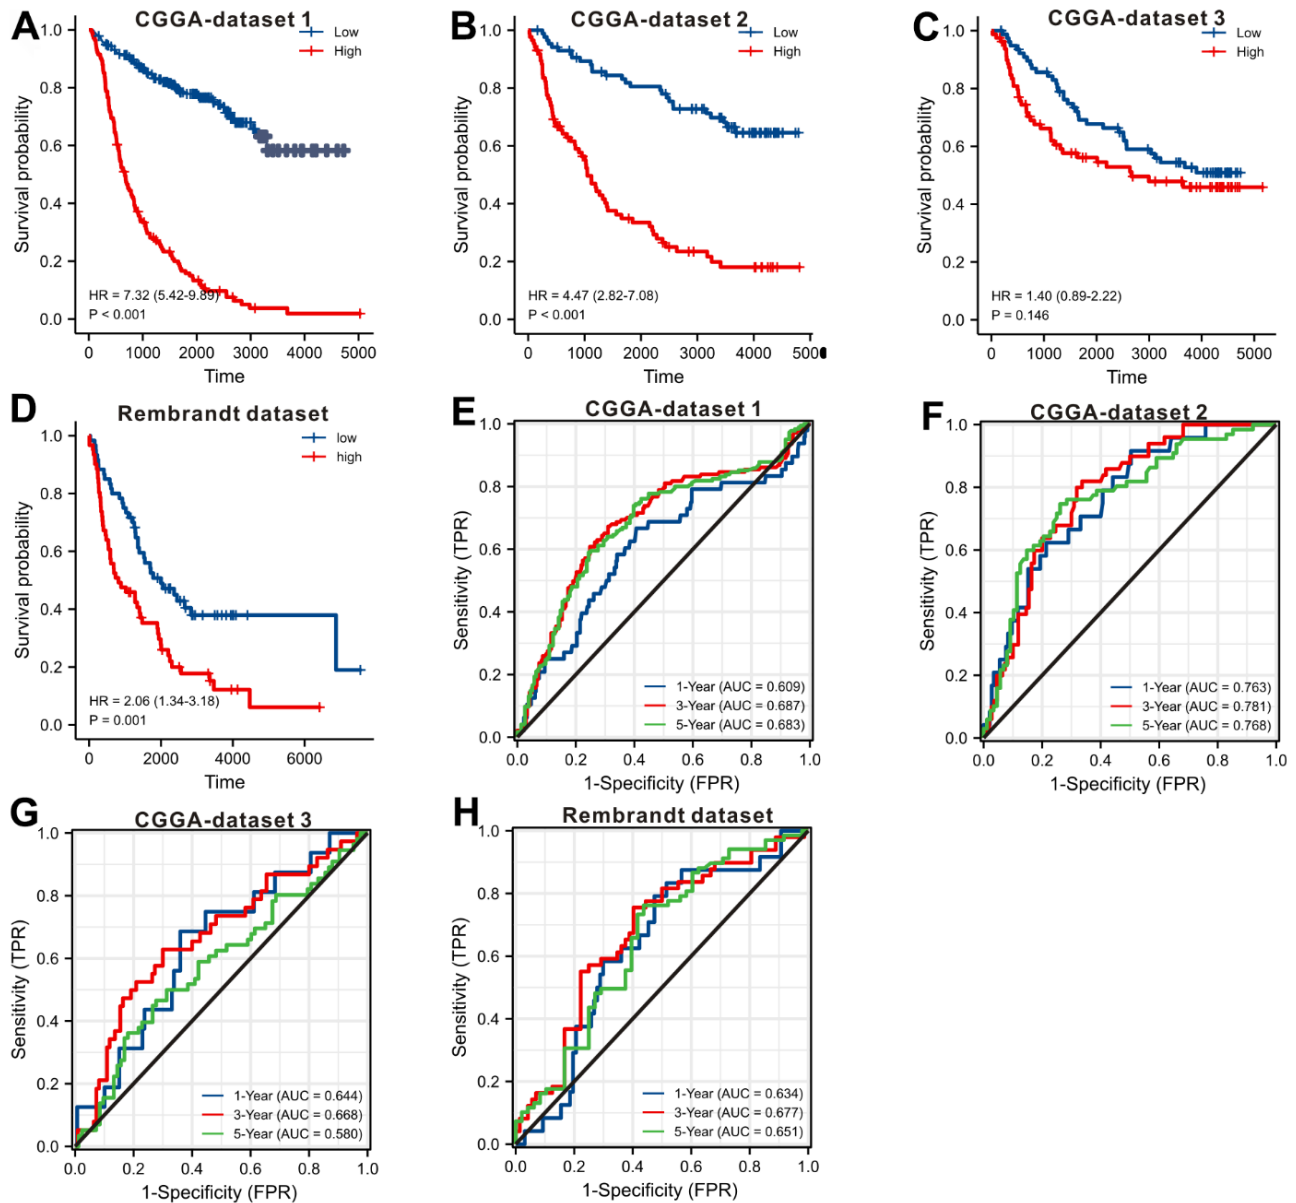 A
CGGA-dataset 1
Low
High
Survival probability
1.0
0.8
0.6
0.4
0.2
0.0
HR = 7.32 (5.42-9.89)
P < 0.001
0 1000 2000 3000 4000 5000
Time
B
CGGA-dataset 2
Low
High
Survival probability
1.0
0.8
0.6
0.4
0.2
0.0
HR = 4.47 (2.82-7.08)
P < 0.001
0 1000 2000 3000 4000 5000
Time
C
CGGA-dataset 3
Low
High
Survival probability
1.0
0.8
0.6
0.4
0.2
0.0
HR = 1.40 (0.89-2.22)
P = 0.146
0 1000 2000 3000 4000 5000
Time
D
Rembrandt dataset
low
high
Survival probability
1.0
0.8
0.6
0.4
0.2
0.0
HR = 2.06 (1.34-3.18)
P = 0.001
0 2000 4000 6000
Time
E
CGGA-dataset 1
Sensitivity (TPR)
1.0
0.8
0.6
0.4
0.2
0.0
1-Year (AUC = 0.609)
3-Year (AUC = 0.687)
5-Year (AUC = 0.683)
0.0 0.2 0.4 0.6 0.8 1.0
1-Specificity (FPR)
F
CGGA-dataset 2
Sensitivity (TPR)
1.0
0.8
0.6
0.4
0.2
0.0
1-Year (AUC = 0.763)
3-Year (AUC = 0.781)
5-Year (AUC = 0.768)
0.0 0.2 0.4 0.6 0.8 1.0
1-Specificity (FPR)
G
CGGA-dataset 3
Sensitivity (TPR)
1.0
0.8
0.6
0.4
0.2
0.0
1-Year (AUC = 0.644)
3-Year (AUC = 0.668)
5-Year (AUC = 0.580)
0.0 0.2 0.4 0.6 0.8 1.0
1-Specificity (FPR)
H
Rembrandt dataset
Sensitivity (TPR)
1.0
0.8
0.6
0.4
0.2
0.0
1-Year (AUC = 0.634)
3-Year (AUC = 0.677)
5-Year (AUC = 0.651)
0.0 0.2 0.4 0.6 0.8 1.0
1-Specificity (FPR)